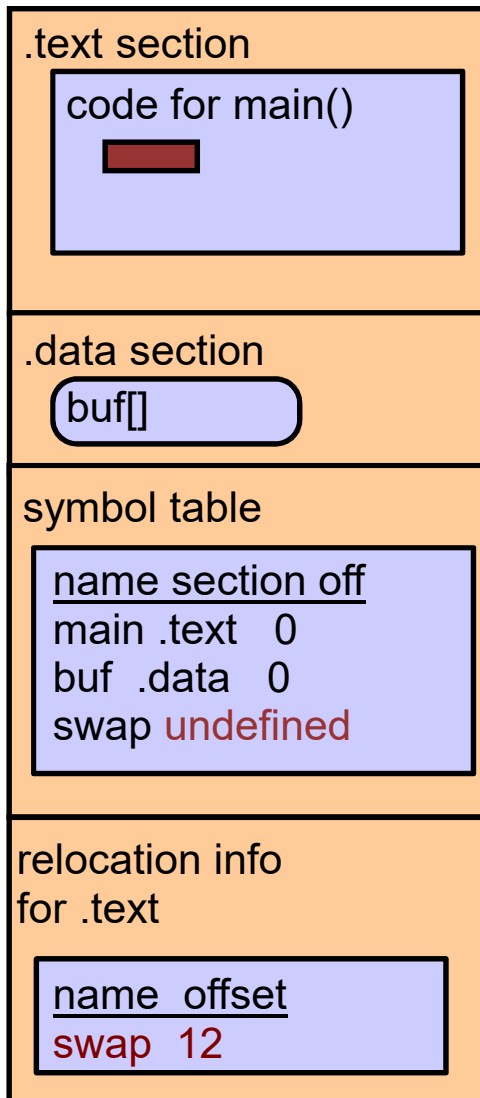 .text section
code for main()
.data section
buf[]
symbol table
name section off
main .text 0
buf .data 0
swap undefined
relocation info
for .text
name offset
swap 12